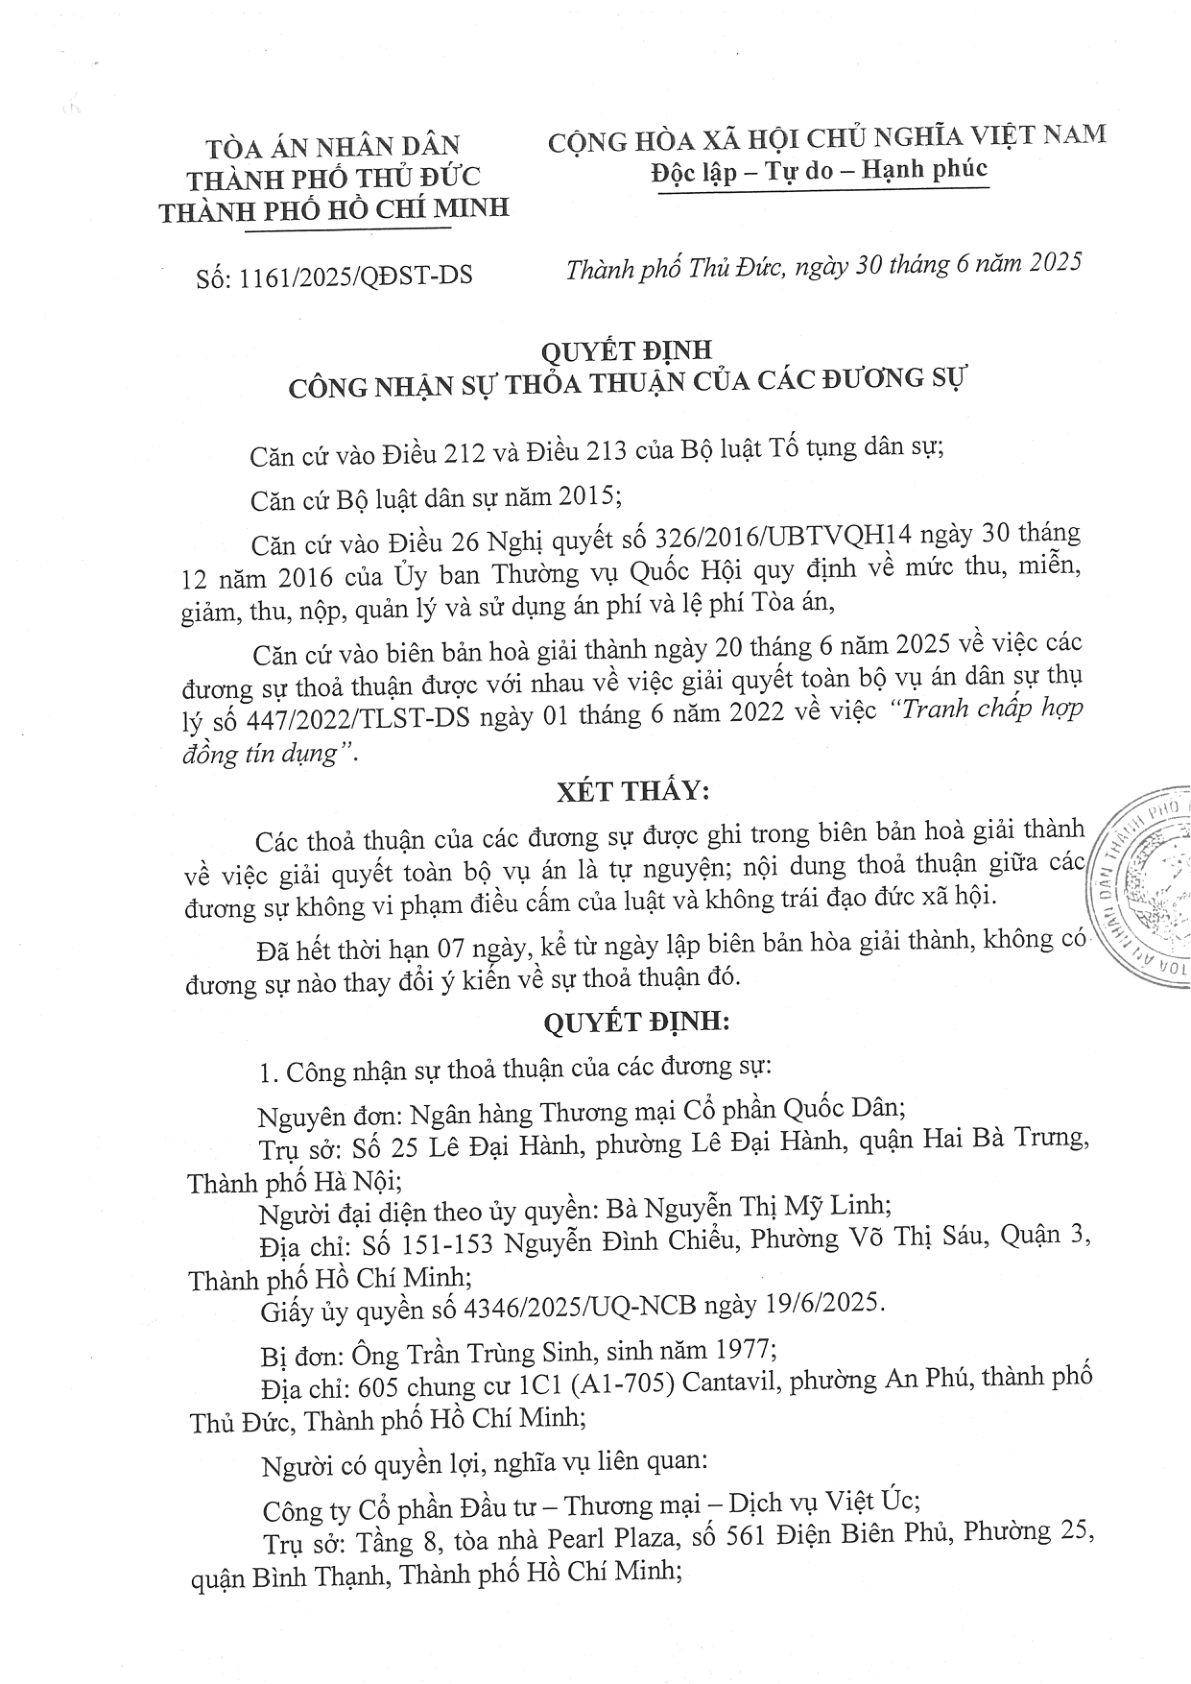 TÒA ÁN NHÂN DÂN
THÀNH PHỐ THỦ ĐỨC
THÀNH PHỐ HỒ CHÍ MINH
CỘNG HÒA XÃ HỘI CHỦ NGHĨA VIỆT NAM
Độc lập – Tự do – Hạnh phúc
Số: 1161/2025/QĐST-DS
Thành phố Thủ Đức, ngày 30 tháng 6 năm 2025
QUYẾT ĐỊNH
CÔNG NHẬN SỰ THỎA THUẬN CỦA CÁC ĐƯƠNG SỰ
Căn cứ vào Điều 212 và Điều 213 của Bộ luật Tố tụng dân sự;
Căn cứ Bộ luật dân sự năm 2015;
Căn cứ vào Điều 26 Nghị quyết số 326/2016/UBTVQH14 ngày 30 tháng
12 năm 2016 của Ủy ban Thường vụ Quốc Hội quy định về mức thu, miễn,
giảm, thu, nộp, quản lý và sử dụng án phí và lệ phí Tòa án,
Căn cứ vào biên bản hoà giải thành ngày 20 tháng 6 năm 2025 về việc các
đương sự thoả thuận được với nhau về việc giải quyết toàn bộ vụ án dân sự thụ
lý số 447/2022/TLST-DS ngày 01 tháng 6 năm 2022 về việc “Tranh chấp hợp
đồng tín dụng”.
XÉT THẤY:
Các thoả thuận của các đương sự được ghi trong biên bản hoà giải thành
về việc giải quyết toàn bộ vụ án là tự nguyện; nội dung thoả thuận giữa các
đương sự không vi phạm điều cấm của luật và không trái đạo đức xã hội.
Đã hết thời hạn 07 ngày, kể từ ngày lập biên bản hòa giải thành, không có
đương sự nào thay đổi ý kiến về sự thoả thuận đó.
QUYẾT ĐỊNH:
1. Công nhận sự thoả thuận của các đương sự:
Nguyên đơn: Ngân hàng Thương mại Cổ phần Quốc Dân;
Trụ sở: Số 25 Lê Đại Hành, phường Lê Đại Hành, quận Hai Bà Trưng,
Thành phố Hà Nội;
Người đại diện theo ủy quyền: Bà Nguyễn Thị Mỹ Linh;
Địa chỉ: Số 151-153 Nguyễn Đình Chiểu, Phường Võ Thị Sáu, Quận 3,
Thành phố Hồ Chí Minh;
Giấy ủy quyền số 4346/2025/UQ-NCB ngày 19/6/2025.
Bị đơn: Ông Trần Trùng Sinh, sinh năm 1977;
Địa chỉ: 605 chung cư 1C1 (A1-705) Cantavil, phường An Phú, thành phố
Thủ Đức, Thành phố Hồ Chí Minh;
Người có quyền lợi, nghĩa vụ liên quan:
Công ty Cổ phần Đầu tư – Thương mại – Dịch vụ Việt Úc;
Trụ sở: Tầng 8, tòa nhà Pearl Plaza, số 561 Điện Biên Phủ, Phường 25,
quận Bình Thạnh, Thành phố Hồ Chí Minh;
TÒA ÁN NHÂN DÂN THÀNH PHỐ